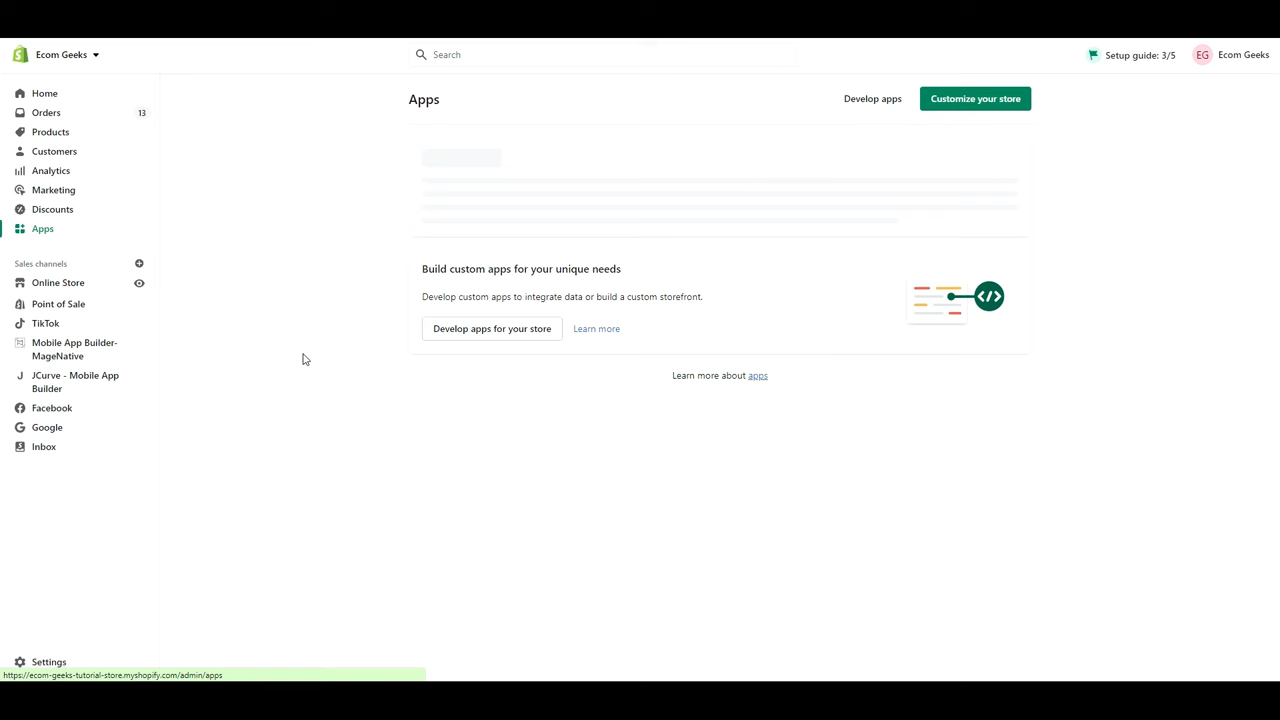 Ecom Geeks
Search
Setup guide: 3/5
EG
Ecom Geeks
Home
Orders
13
Products
Customers
Analytics
Marketing
Discounts
Apps
Sales channels
Online Store
Point of Sale
TikTok
Mobile App Builder-
MageNative
JCurve - Mobile App
Builder
Facebook
Google
Inbox
Settings
Apps
Develop apps
Customize your store
Build custom apps for your unique needs
Develop custom apps to integrate data or build a custom storefront.
Develop apps for your store
Learn more
Learn more about apps
https://ecom-geeks-tutorial-store.myshopify.com/admin/apps